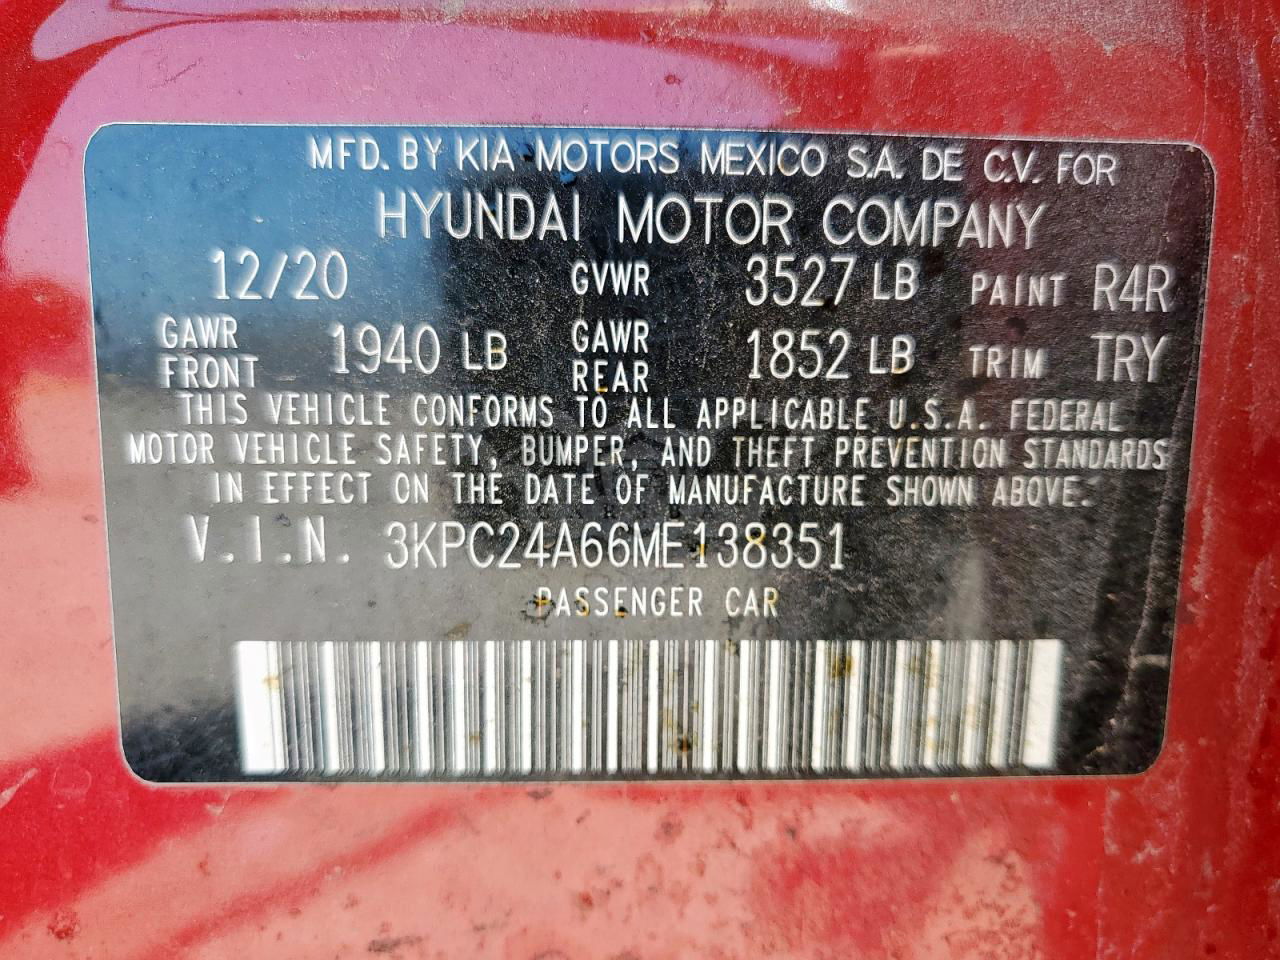 MFD. BY KIA MOTORS MEXICO S.A. DE C.V. FOR
HYUNDAI MOTOR COMPANY
12/20 GVWR 3527 LB PAINT R4R
GAWR FRONT 1940 LB GAWR REAR 1852 LB TRIM TRY
THIS VEHICLE CONFORMS TO ALL APPLICABLE U.S.A. FEDERAL
MOTOR VEHICLE SAFETY, BUMPER, AND THEFT PREVENTION STANDARDS
IN EFFECT ON THE DATE OF MANUFACTURE SHOWN ABOVE.
V.I.N. 3KPC24A66ME138351
PASSENGER CAR